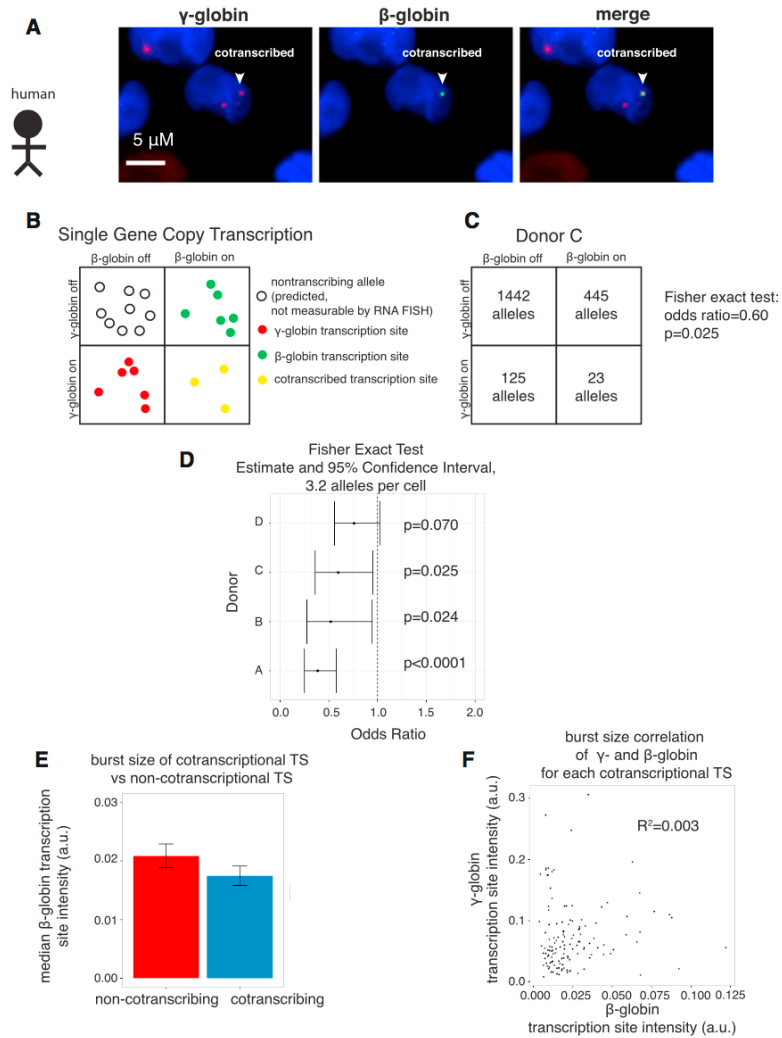 A
γ-globin
β-globin
merge
human
cotranscribed
cotranscribed
cotranscribed
5 μM
B
Single Gene Copy Transcription
β-globin off
β-globin on
γ-globin off
γ-globin on
nontranscribing allele
(predicted,
not measurable by RNA FISH)
γ-globin transcription site
β-globin transcription site
cotranscribed transcription site
C
Donor C
β-globin off
β-globin on
γ-globin off
γ-globin on
1442
alleles
445
alleles
125
alleles
23
alleles
Fisher exact test:
odds ratio=0.60
p=0.025
D
Fisher Exact Test
Estimate and 95% Confidence Interval,
3.2 alleles per cell
Donor
D
C
B
A
p=0.070
p=0.025
p=0.024
p<0.0001
0.0
0.5
1.0
1.5
2.0
Odds Ratio
E
burst size of cotranscriptional TS
vs non-cotranscriptional TS
median β-globin transcription
site intensity (a.u.)
0.03
0.02
0.01
0.00
non-cotranscribing
cotranscribing
F
burst size correlation
of γ- and β-globin
for each cotranscriptional TS
γ-globin
transcription site intensity (a.u.)
0.3
0.2
0.1
0.0
R²=0.003
0.000
0.025
0.050
0.075
0.100
0.125
β-globin
transcription site intensity (a.u.)